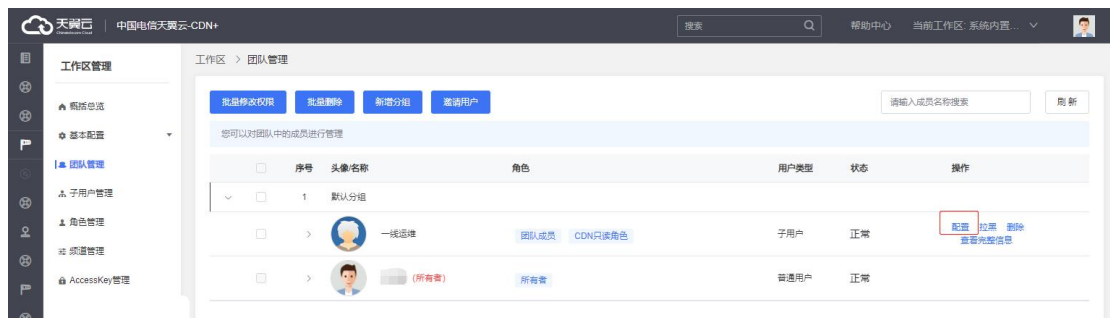 天翼云 中国电信天翼云-CDN+ 搜索 帮助中心 当前工作区: 系统内置...
工作区管理
概括总览
基本配置
团队管理
子用户管理
角色管理
频道管理
AccessKey管理
工作区 > 团队管理
批量修改权限 批量删除 新增分组 邀请用户 请输入成员名称搜索 刷新
您可以对团队中的成员进行管理
序号 头像/名称 角色 用户类型 状态 操作
1 默认分组
一线运维 团队成员 CDN只读角色 子用户 正常 配置 拉黑 删除
查看完整信息
(所有者) 所有者 普通用户 正常